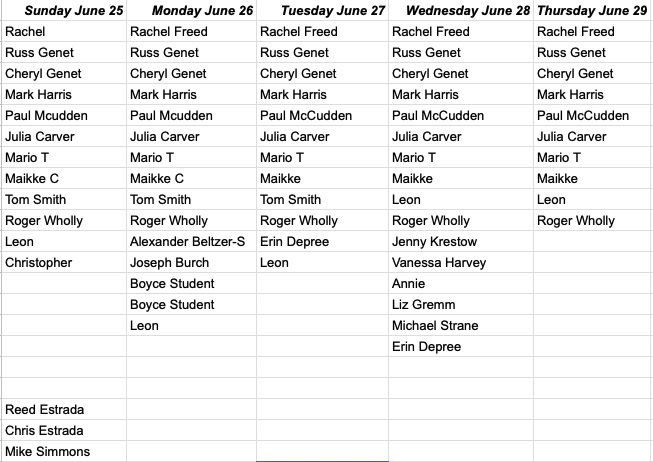 Sunday June 25 Monday June 26 Tuesday June 27 Wednesday June 28 Thursday June 29
Rachel Rachel Freed Rachel Freed Rachel Freed Rachel Freed
Russ Genet Russ Genet Russ Genet Russ Genet Russ Genet
Cheryl Genet Cheryl Genet Cheryl Genet Cheryl Genet Cheryl Genet
Mark Harris Mark Harris Mark Harris Mark Harris Mark Harris
Paul Mcudden Paul Mcudden Paul McCudden Paul McCudden Paul McCudden
Julia Carver Julia Carver Julia Carver Julia Carver Julia Carver
Mario T Mario T Mario T Mario T Mario T
Maikke C Maikke C Maikke Maikke Maikke
Tom Smith Tom Smith Tom Smith Leon Leon
Roger Wholly Roger Wholly Roger Wholly Roger Wholly Roger Wholly
Leon Alexander Beltzer-S Erin Depree Jenny Krestow
Christopher Joseph Burch Leon Vanessa Harvey
Boyce Student Annie
Boyce Student Liz Gremm
Leon Michael Strane
Erin Depree
Reed Estrada
Chris Estrada
Mike Simmons